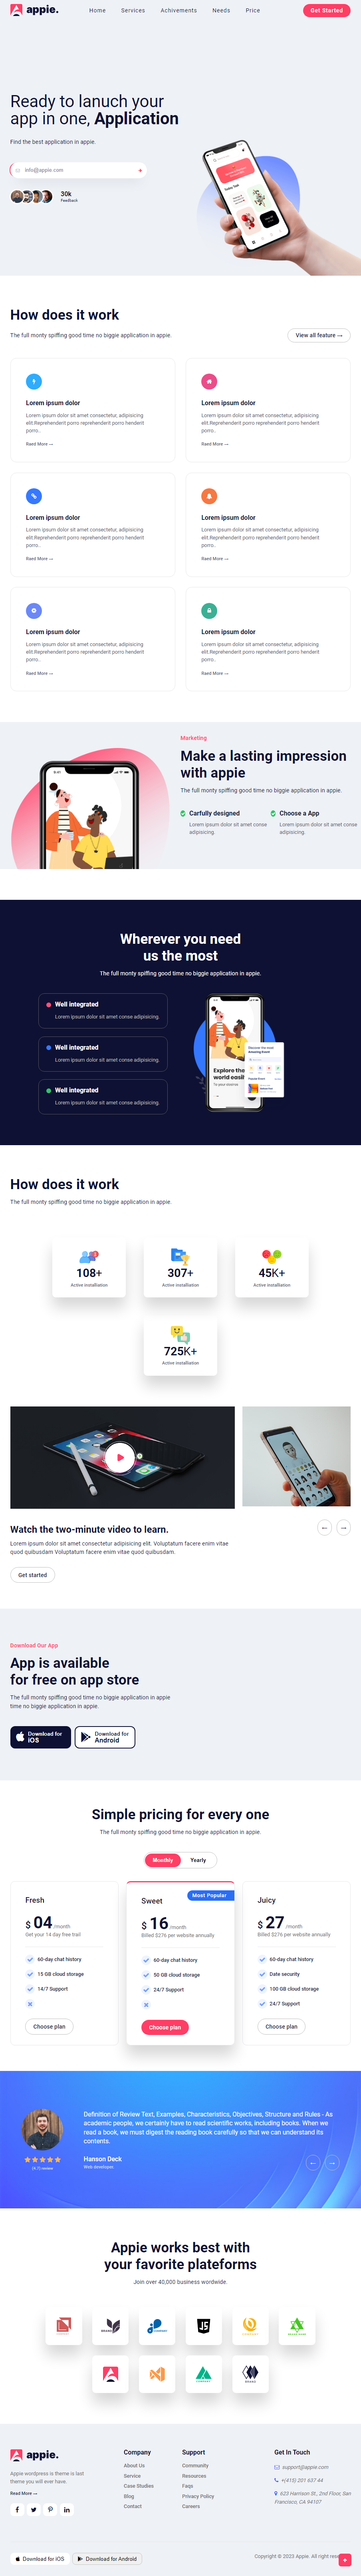 appie.
Home Services Achivements Needs Price
Get Started
Ready to lanuch your
app in one, Application
Find the best application in appie.
info@appie.com
30k
Feedback
How does it work
The full monty spiffing good time no biggie application in appie.
View all feature
Lorem ipsum dolor
Lorem ipsum dolor sit amet consectetur, adipisicing
elit.Reprehenderit porro reprehenderit porro henderit
porro..
Raed More
Lorem ipsum dolor
Lorem ipsum dolor sit amet consectetur, adipisicing
elit.Reprehenderit porro reprehenderit porro henderit
porro..
Raed More
Lorem ipsum dolor
Lorem ipsum dolor sit amet consectetur, adipisicing
elit.Reprehenderit porro reprehenderit porro henderit
porro..
Raed More
Lorem ipsum dolor
Lorem ipsum dolor sit amet consectetur, adipisicing
elit.Reprehenderit porro reprehenderit porro henderit
porro..
Raed More
Lorem ipsum dolor
Lorem ipsum dolor sit amet consectetur, adipisicing
elit.Reprehenderit porro reprehenderit porro henderit
porro..
Raed More
Lorem ipsum dolor
Lorem ipsum dolor sit amet consectetur, adipisicing
elit.Reprehenderit porro reprehenderit porro henderit
porro..
Raed More
Marketing
Make a lasting impression
with appie
The full monty spiffing good time no biggie application in appie.
Carfully designed
Lorem ipsum dolor sit amet conse
adipisicing.
Choose a App
Lorem ipsum dolor sit amet conse
adipisicing.
Wherever you need
us the most
The full monty spiffing good time no biggie application in appie.
Well integrated
Lorem ipsum dolor sit amet conse adipisicing.
Well integrated
Lorem ipsum dolor sit amet conse adipisicing.
Well integrated
Lorem ipsum dolor sit amet conse adipisicing.
Explore the
world easil
How does it work
The full monty spiffing good time no biggie application in appie.
108+
Active installiation
307+
Active installiation
45K+
Active installiation
725K+
Active installiation
Watch the two-minute video to learn.
Lorem ipsum dolor sit amet consectetur adipisicing elit. Voluptatum facere enim vitae
quod quibusdam Voluptatum facere enim vitae quod quibusdam.
Get started
Download Our App
App is available
for free on app store
The full monty spiffing good time no biggie application in appie
time no biggie application in appie.
Download for
iOS
Download for
Android
Simple pricing for every one
The full monty spiffing good time no biggie application in appie.
Monthly Yearly
Fresh
$ 04 /month
Get your 14 day free trail
60-day chat history
15 GB cloud storage
14/7 Support
Choose plan
Most Popular
Sweet
$ 16 /month
Billed $276 per website annually
60-day chat history
50 GB cloud storage
24/7 Support
Choose plan
Juicy
$ 27 /month
Billed $276 per website annually
60-day chat history
Date security
100 GB cloud storage
24/7 Support
Choose plan
Definition of Review Text, Examples, Characteristics, Objectives, Structure and Rules - As
academic people, we certainly have to read scientific works, including books. When we
read a book, we must digest the reading book carefully so that we can understand its
contents.
Hanson Deck
Web developer
(4.7) review
Appie works best with
your favorite plateforms
Join over 40,000 business wordwide.
appie.
Appie wordpress is theme is last
theme you will ever have.
Read More
Company
About Us
Service
Case Studies
Blog
Contact
Support
Community
Resources
Faqs
Privacy Policy
Careers
Get In Touch
support@appie.com
+(415) 201 637 44
623 Harrison St., 2nd Floor, San
Francisco, CA 94107
Download for iOS
Download for Android
Copyright © 2023 Appie. All right